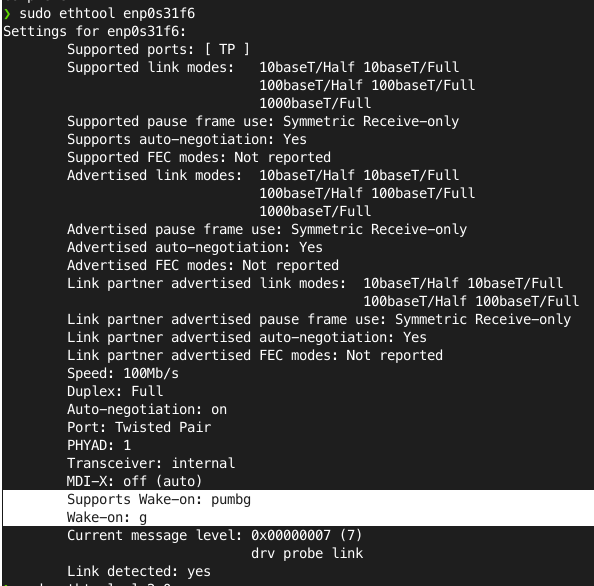 ❯ sudo ethtool enp0s31f6
Settings for enp0s31f6:
Supported ports: [ TP ]
Supported link modes: 10baseT/Half 10baseT/Full
100baseT/Half 100baseT/Full
1000baseT/Full
Supported pause frame use: Symmetric Receive-only
Supports auto-negotiation: Yes
Supported FEC modes: Not reported
Advertised link modes: 10baseT/Half 10baseT/Full
100baseT/Half 100baseT/Full
1000baseT/Full
Advertised pause frame use: Symmetric Receive-only
Advertised auto-negotiation: Yes
Advertised FEC modes: Not reported
Link partner advertised link modes: 10baseT/Half 10baseT/Full
100baseT/Half 100baseT/Full
Link partner advertised pause frame use: Symmetric Receive-only
Link partner advertised auto-negotiation: Yes
Link partner advertised FEC modes: Not reported
Speed: 100Mb/s
Duplex: Full
Auto-negotiation: on
Port: Twisted Pair
PHYAD: 1
Transceiver: internal
MDI-X: off (auto)
Supports Wake-on: pumbg
Wake-on: g
Current message level: 0x00000007 (7)
drv probe link
Link detected: yes